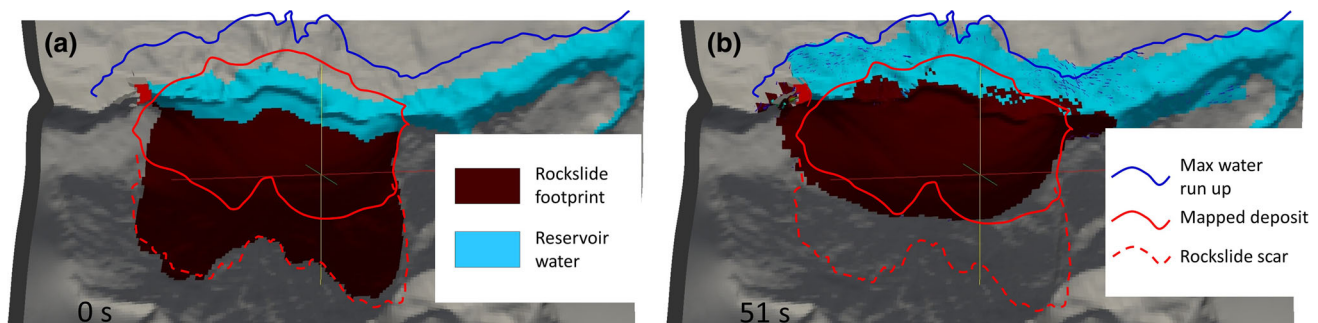 (a)
Rockslide
footprint
Reservoir
water
0 s
(b)
Max water
run up
Mapped deposit
Rockslide scar
51 s